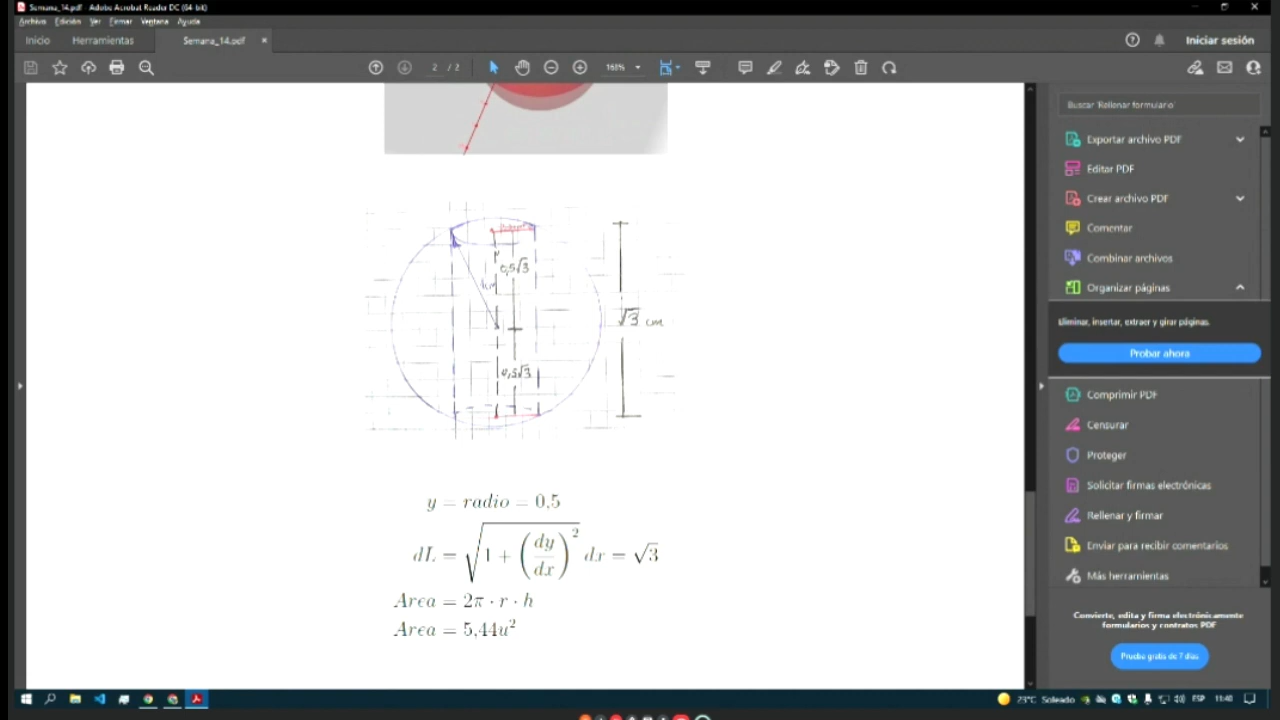 Semana_14.pdf - Adobe Acrobat Reader DC (64-bit)
Archivo Edición Ver Firmar Ventana Ayuda
Inicio Herramientas Semana_14.pdf × Iniciar sesión
2 / 2 168%
Buscar 'Rellenar formulario'
Exportar archivo PDF
Editar PDF
Crear archivo PDF
Comentar
Combinar archivos
Organizar páginas
Eliminar, insertar, extraer y girar páginas.
Probar ahora
Comprimir PDF
Censurar
Proteger
Solicitar firmas electrónicas
Rellenar y firmar
Enviar para recibir comentarios
Más herramientas
Convierte, edita y firma electrónicamente
formularios y contratos PDF
Prueba gratis de 7 días
0,5√3
1cm
√3 cm
0,5√3
y = radio = 0,5
dL = √(1 + (dy/dx)²) dx = √3
Area = 2π · r · h
Area = 5,44u²
23°C Soleado ESP 11:40